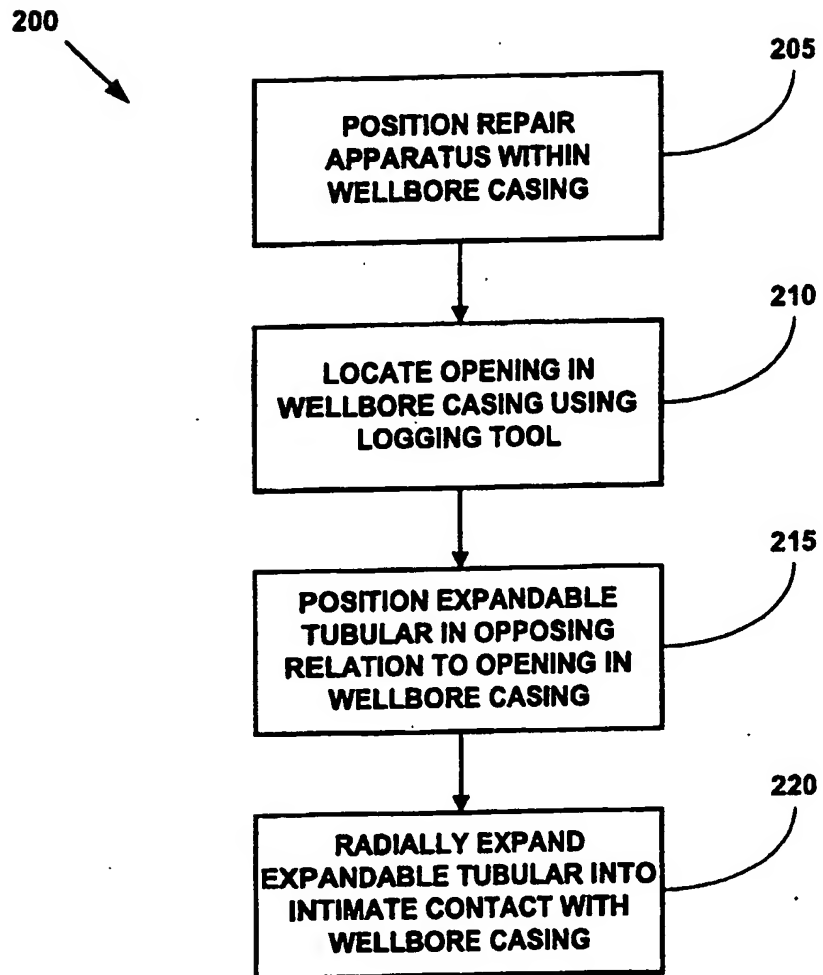 200
205
POSITION REPAIR
APPARATUS WITHIN
WELLBORE CASING
210
LOCATE OPENING IN
WELLBORE CASING USING
LOGGING TOOL
215
POSITION EXPANDABLE
TUBULAR IN OPPOSING
RELATION TO OPENING IN
WELLBORE CASING
220
RADIALLY EXPAND
EXPANDABLE TUBULAR INTO
INTIMATE CONTACT WITH
WELLBORE CASING